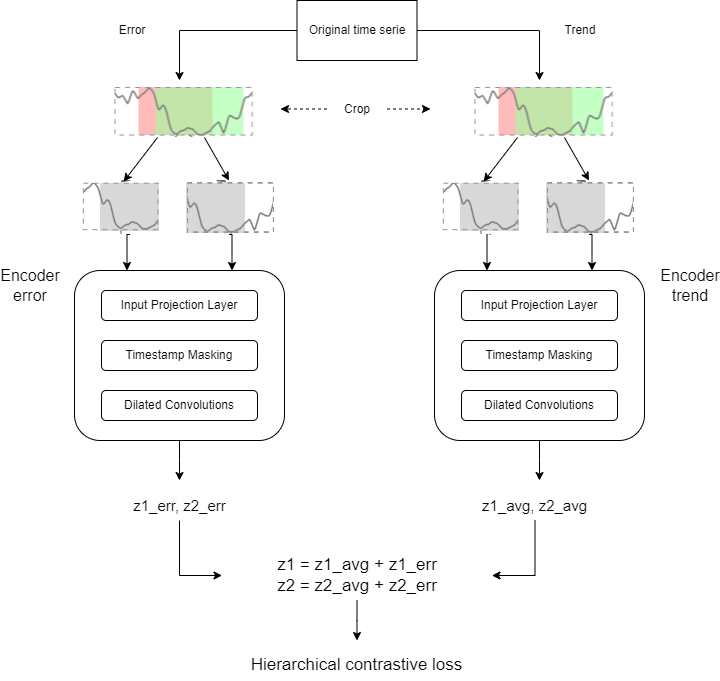 Error
Original time serie
Trend
Crop
Encoder
error
Encoder
trend
Input Projection Layer
Input Projection Layer
Timestamp Masking
Timestamp Masking
Dilated Convolutions
Dilated Convolutions
z1_err, z2_err
z1_avg, z2_avg
z1 = z1_avg + z1_err
z2 = z2_avg + z2_err
Hierarchical contrastive loss